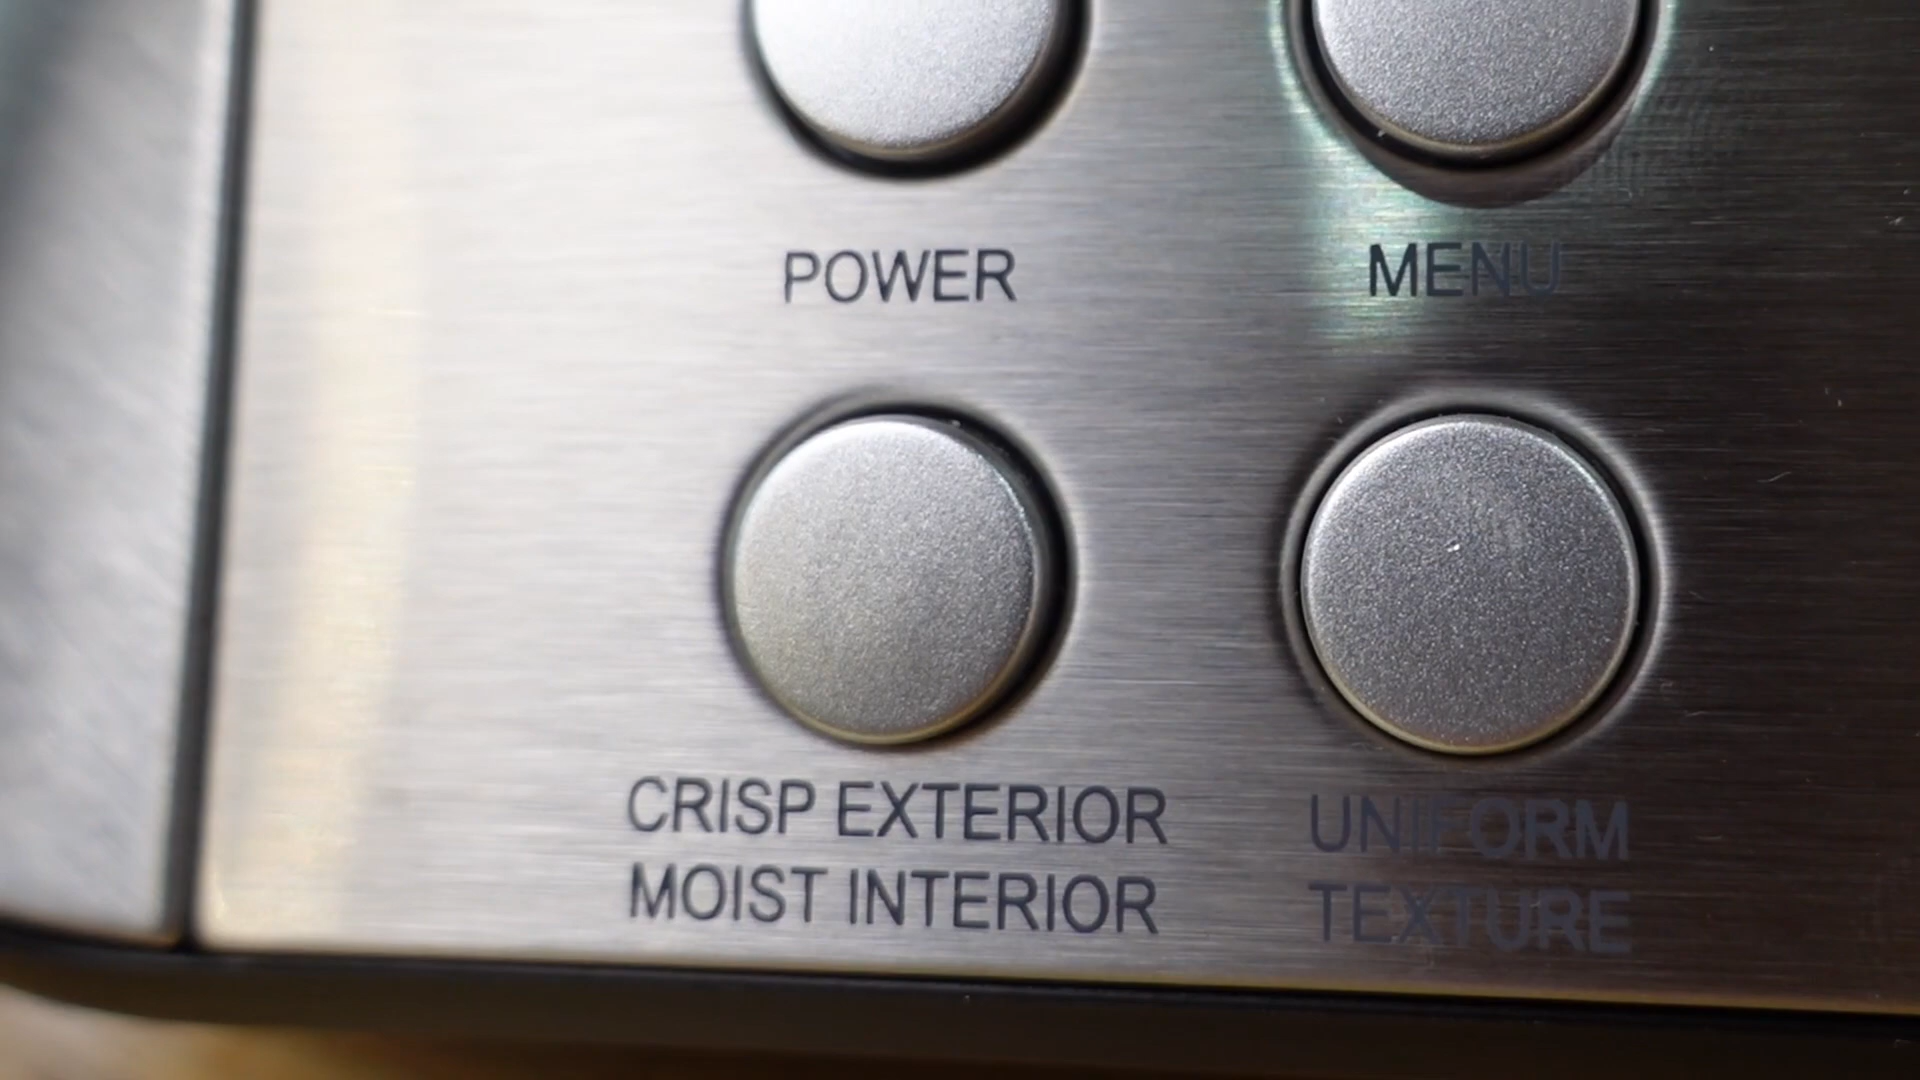 POWER
MENU
CRISP EXTERIOR
MOIST INTERIOR
UNIFORM
TEXTURE